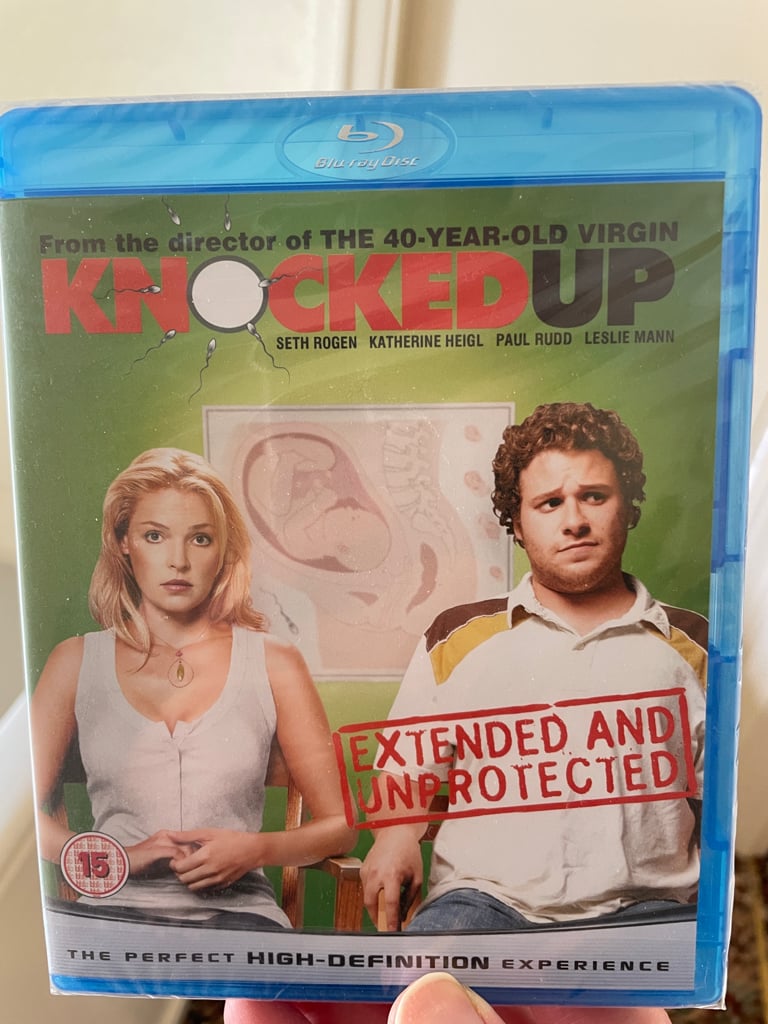 Blu-ray Disc
From the director of THE 40-YEAR-OLD VIRGIN
KNOCKED UP
SETH ROGEN KATHERINE HEIGL PAUL RUDD LESLIE MANN
EXTENDED AND
UNPROTECTED
15
THE PERFECT HIGH-DEFINITION EXPERIENCE